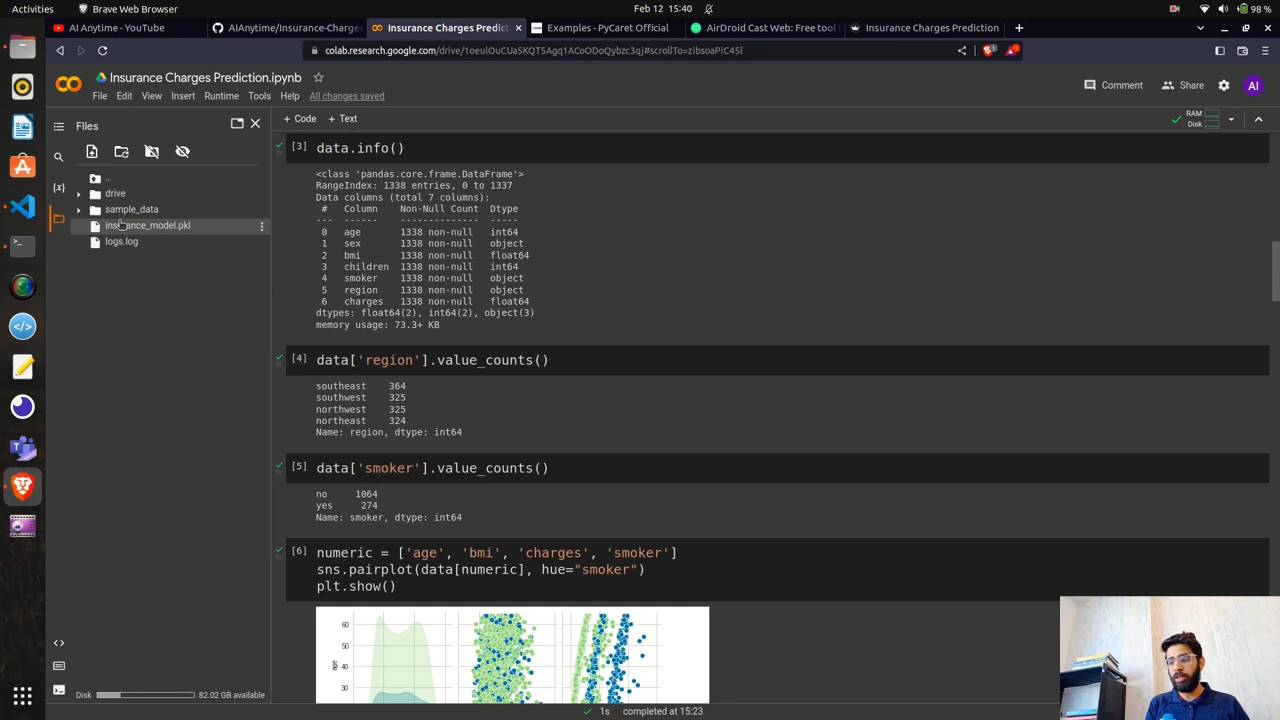 Activities
Brave Web Browser
Feb 12 15:40
98 %
AI Anytime - YouTube
AIAnytime/Insurance-Charges
Insurance Charges Predic
Examples - PyCaret Official
AirDroid Cast Web: Free tool
Insurance Charges Prediction
colab.research.google.com/drive/1oeulOuCUa5KQT5Agq1ACoODoQybzc3qj#scrollTo=zibsoaPiC45l
Insurance Charges Prediction.ipynb
File Edit View Insert Runtime Tools Help All changes saved
Comment
Share
AI
Files
+ Code + Text
RAM
Disk
..
drive
sample_data
insurance_model.pkl
logs.log
[3] data.info()
<class 'pandas.core.frame.DataFrame'>
RangeIndex: 1338 entries, 0 to 1337
Data columns (total 7 columns):
# Column Non-Null Count Dtype
--- ------ -------------- -----
0 age 1338 non-null int64
1 sex 1338 non-null object
2 bmi 1338 non-null float64
3 children 1338 non-null int64
4 smoker 1338 non-null object
5 region 1338 non-null object
6 charges 1338 non-null float64
dtypes: float64(2), int64(2), object(3)
memory usage: 73.3+ KB
[4] data['region'].value_counts()
southeast 364
southwest 325
northwest 325
northeast 324
Name: region, dtype: int64
[5] data['smoker'].value_counts()
no 1064
yes 274
Name: smoker, dtype: int64
[6] numeric = ['age', 'bmi', 'charges', 'smoker']
sns.pairplot(data[numeric], hue="smoker")
plt.show()
60
50
40
30
age
Disk
82.02 GB available
1s completed at 15:23